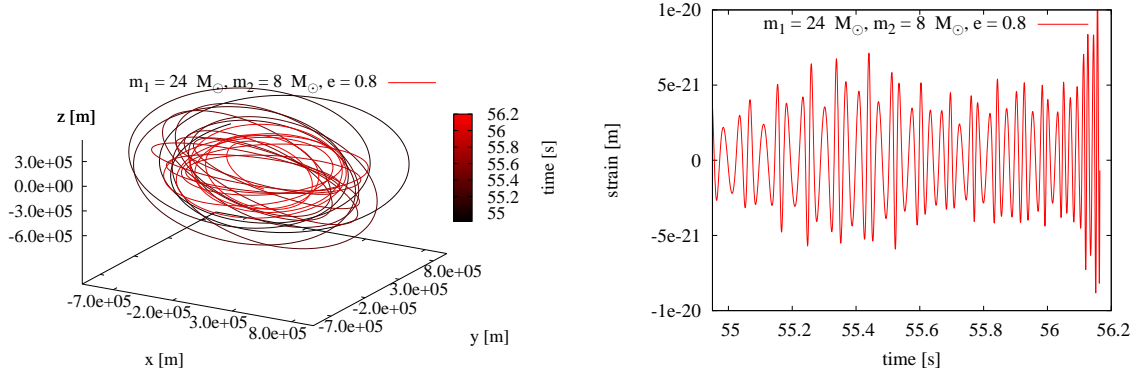 m₁ = 24 M☉, m₂ = 8 M☉, e = 0.8
z [m]
3.0e+05
0.0e+00
-3.0e+05
-6.0e+05
-7.0e+05
-2.0e+05
3.0e+05
8.0e+05
x [m]
-7.0e+05
-2.0e+05
3.0e+05
8.0e+05
y [m]
56.2
56
55.8
55.6
55.4
55.2
55
time [s]
m₁ = 24 M☉, m₂ = 8 M☉, e = 0.8
1e-20
5e-21
0
-5e-21
-1e-20
strain [m]
55 55.2 55.4 55.6 55.8 56 56.2
time [s]